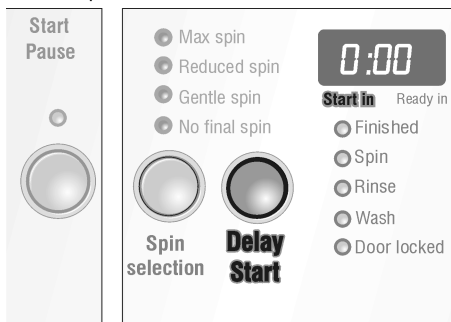 Start
Pause
Max spin
Reduced spin
Gentle spin
No final spin
Spin
selection
Delay
Start
0:00
Start in Ready in
Finished
Spin
Rinse
Wash
Door locked